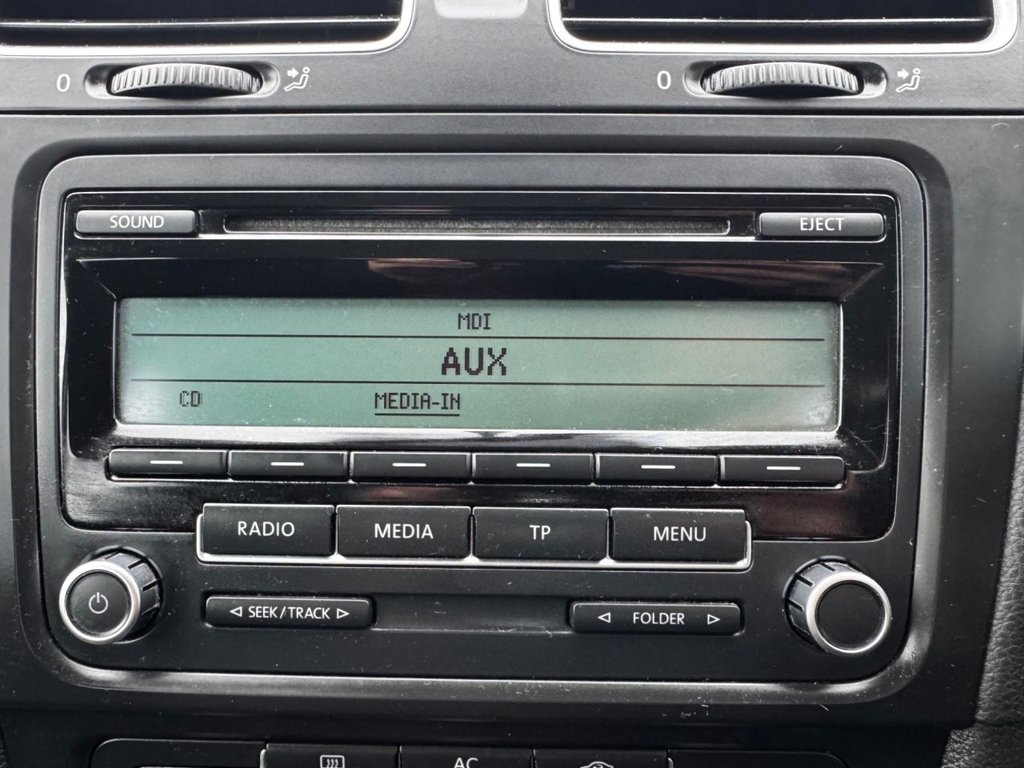 0 0
SOUND EJECT
MDI
AUX
CD MEDIA-IN
RADIO MEDIA TP MENU
◁ SEEK/TRACK ▷ ◁ FOLDER ▷
AC